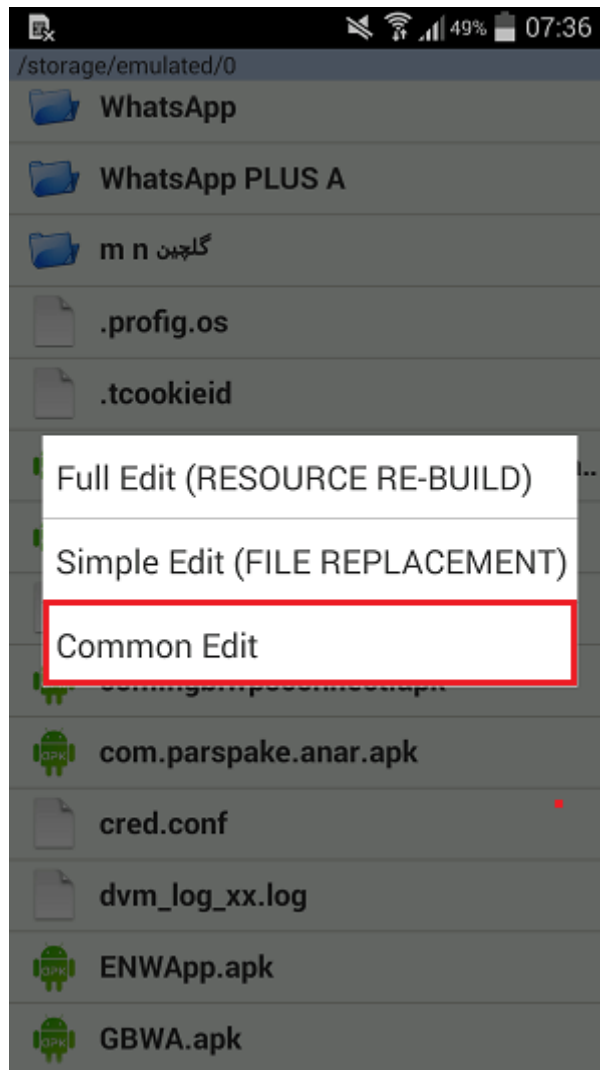 49% 07:36
/storage/emulated/0
WhatsApp
WhatsApp PLUS A
m n گلچین
.profig.os
.tcookieid
Full Edit (RESOURCE RE-BUILD)
Simple Edit (FILE REPLACEMENT)
Common Edit
com.parspake.anar.apk
cred.conf
dvm_log_xx.log
ENWApp.apk
GBWA.apk